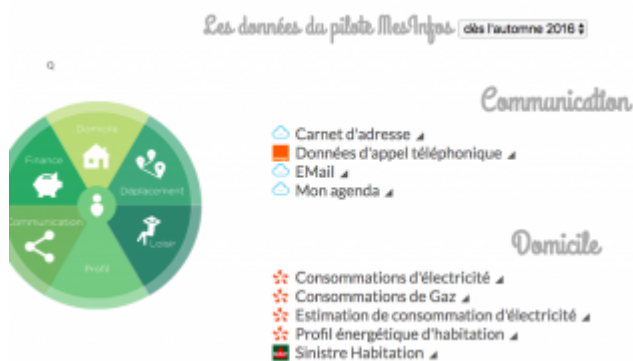 Les données du pilote MesInfos dès l'automne 2016
Communication
Carnet d'adresse
Données d'appel téléphonique
EMail
Mon agenda
Domicile
Consommations d'électricité
Consommations de Gaz
Estimation de consommation d'électricité
Profil énergétique d'habitation
Sinistre Habitation
Domicile
Finance
Déplacement
Communication
Loisir
Profil